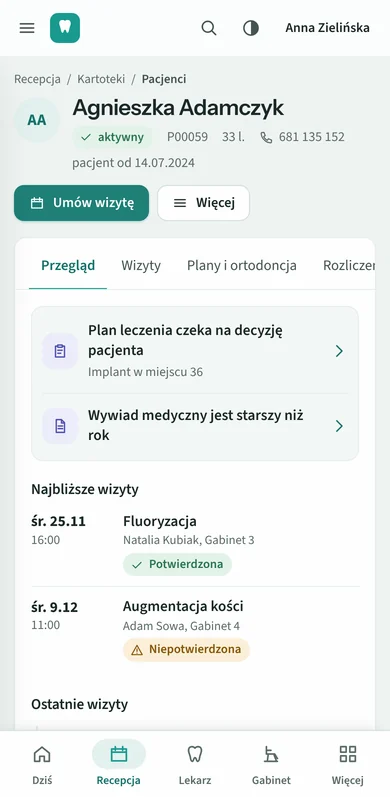 Anna Zielińska
Recepcja / Kartoteki / Pacjenci
AA
Agnieszka Adamczyk
aktywny P00059 33 l. 681 135 152
pacjent od 14.07.2024
Umów wizytę Więcej
Przegląd Wizyty Plany i ortodoncja Rozliczen
Plan leczenia czeka na decyzję
pacjenta
Implant w miejscu 36
Wywiad medyczny jest starszy niż
rok
Najbliższe wizyty
śr. 25.11 Fluoryzacja
16:00 Natalia Kubiak, Gabinet 3
Potwierdzona
śr. 9.12 Augmentacja kości
11:00 Adam Sowa, Gabinet 4
Niepotwierdzona
Ostatnie wizyty
Dziś Recepcja Lekarz Gabinet Więcej